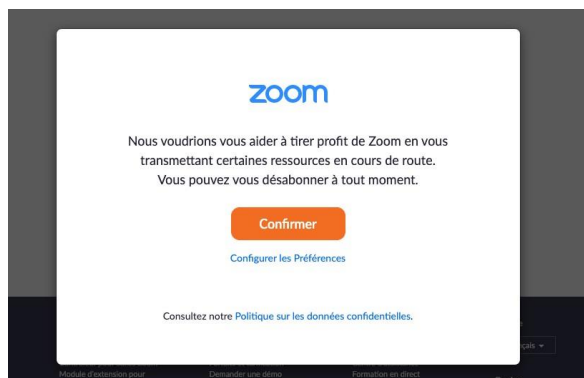 zoom
Nous voudrions vous aider à tirer profit de Zoom en vous
transmettant certaines ressources en cours de route.
Vous pouvez vous désabonner à tout moment.
Confirmer
Configurer les Préférences
Consultez notre Politique sur les données confidentielles.
Module d'extension pour
Demander une démo
Formation en direct